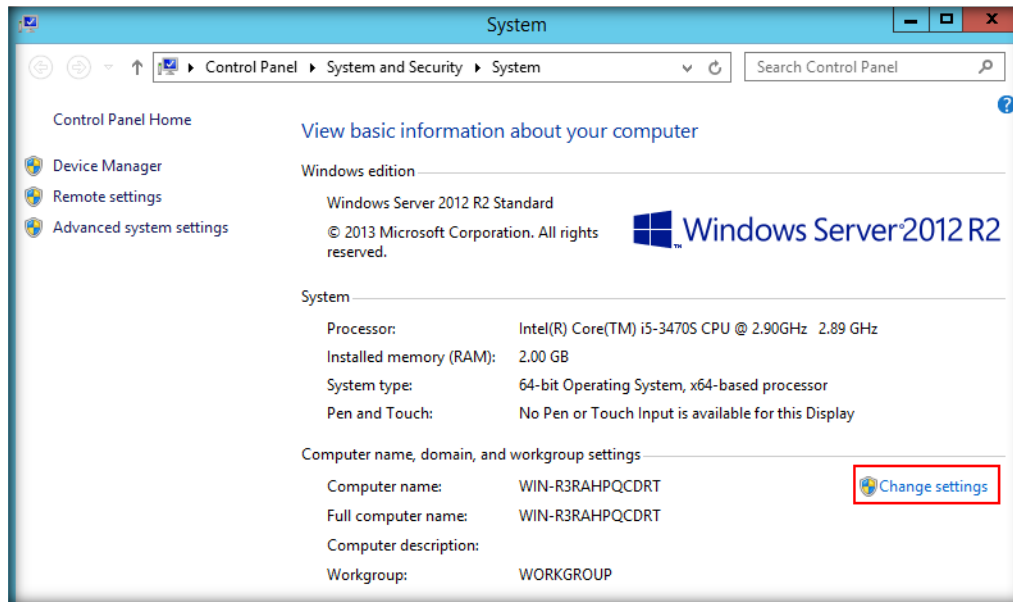 System
Control Panel System and Security System
Search Control Panel
Control Panel Home
Device Manager
Remote settings
Advanced system settings
View basic information about your computer
Windows edition
Windows Server 2012 R2 Standard
© 2013 Microsoft Corporation. All rights
reserved.
Windows Server 2012 R2
System
Processor: Intel(R) Core(TM) i5-3470S CPU @ 2.90GHz 2.89 GHz
Installed memory (RAM): 2.00 GB
System type: 64-bit Operating System, x64-based processor
Pen and Touch: No Pen or Touch Input is available for this Display
Computer name, domain, and workgroup settings
Computer name: WIN-R3RAHPQCDRT
Change settings
Full computer name: WIN-R3RAHPQCDRT
Computer description:
Workgroup: WORKGROUP